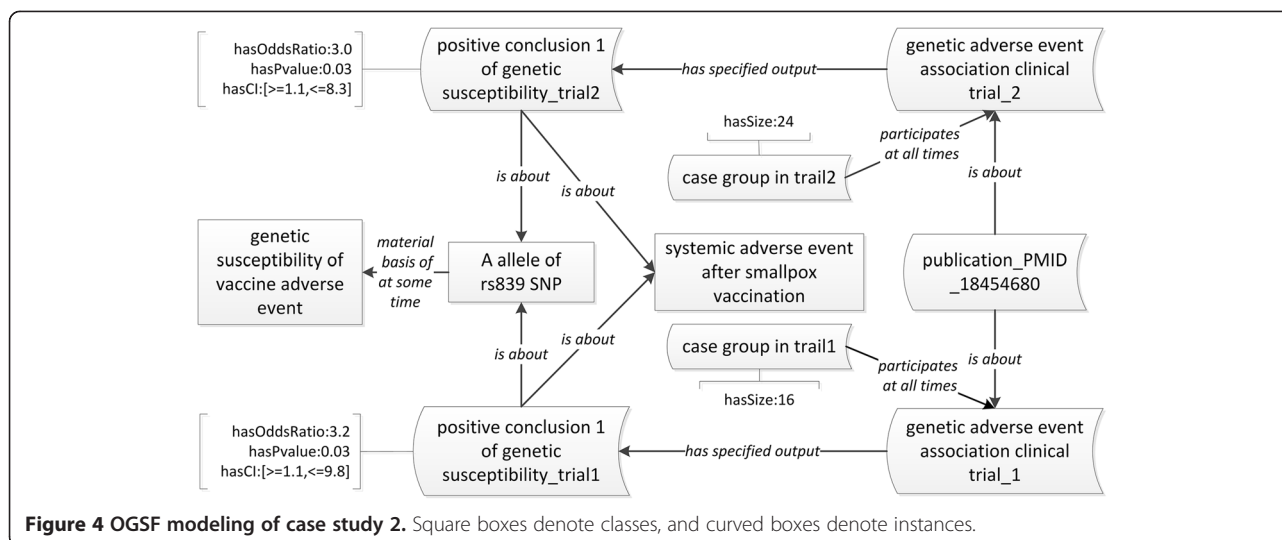 hasOddsRatio:3.0
hasPvalue:0.03
hasCI:[>=1.1,<=8.3]
positive conclusion 1
of genetic
susceptibility_trial2
has specified output
genetic adverse event
association clinical
trial_2
hasSize:24
participates
at all times
case group in trail2
is about
is about
is about
genetic
susceptibility of
vaccine adverse
event
material
basis of
at some
time
A allele of
rs839 SNP
systemic adverse event
after smallpox
vaccination
publication_PMID
_18454680
case group in trail1
is about
is about
is about
participates
at all times
hasSize:16
hasOddsRatio:3.2
hasPvalue:0.03
hasCI:[>=1.1,<=9.8]
positive conclusion 1
of genetic
susceptibility_trial1
has specified output
genetic adverse event
association clinical
trial_1
Figure 4 OGSF modeling of case study 2. Square boxes denote classes, and curved boxes denote instances.